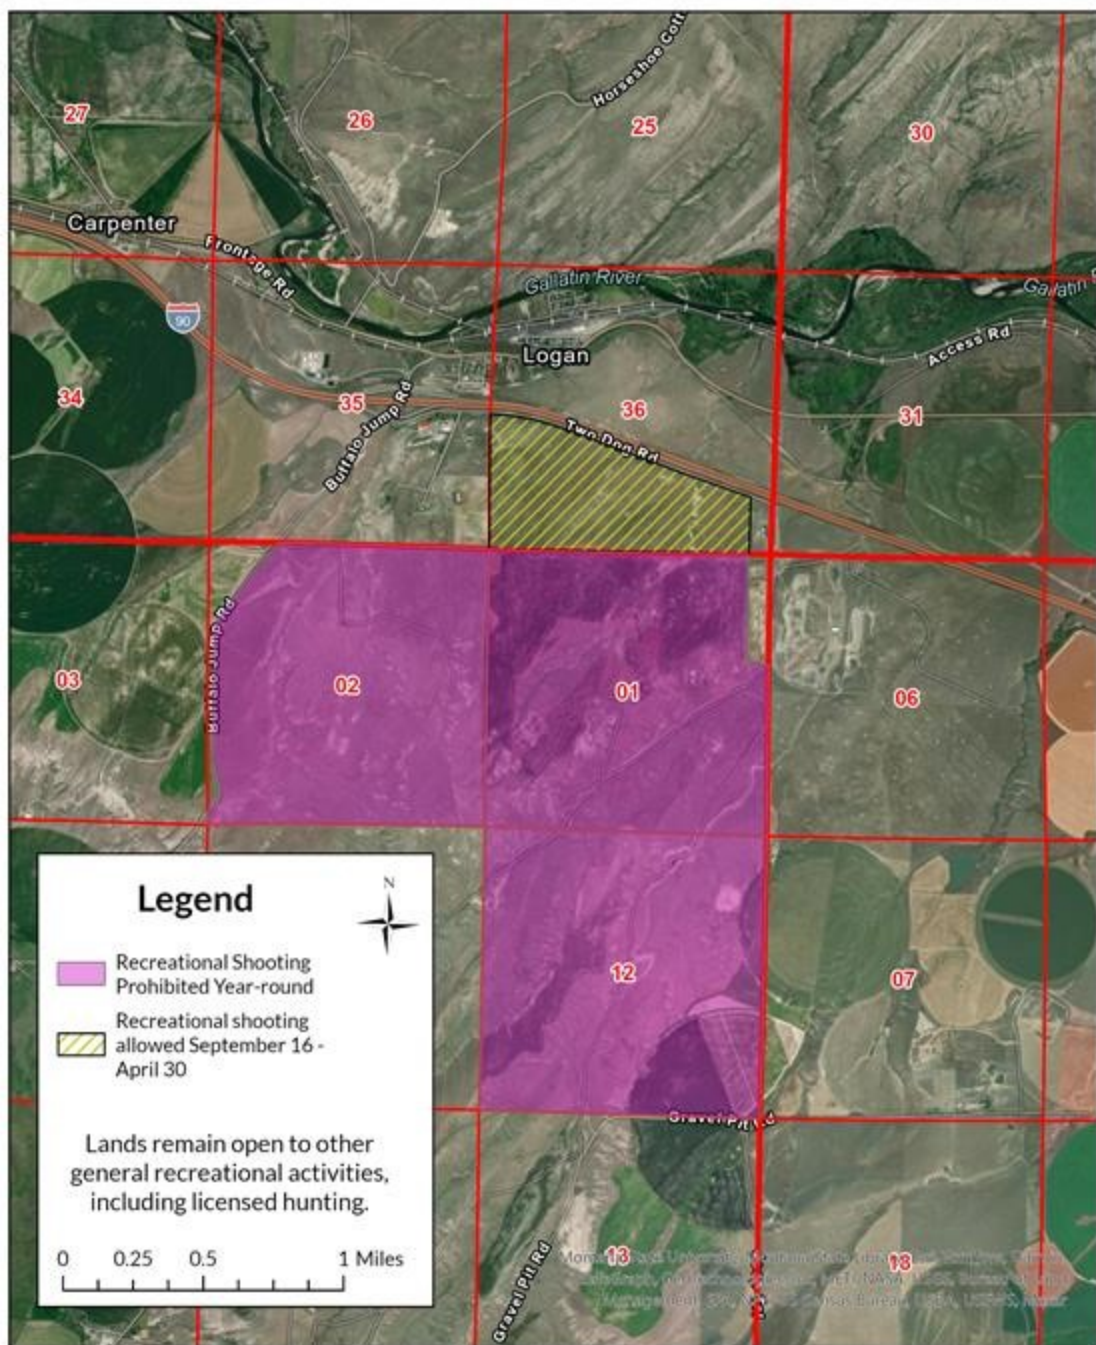 Horseshoe Cott
27
26
25
30
Carpenter
Frontage Rd
Gallatin River
Gallatin
90
Logan
Access Rd
34
35
36
31
Buffalo Jump Rd
Two Dog Rd
Buffalo Jump Rd
03
02
01
06
Legend
N
Recreational Shooting
Prohibited Year-round
Recreational shooting
allowed September 16 -
April 30
Lands remain open to other
general recreational activities,
including licensed hunting.
0 0.25 0.5 1 Miles
12
07
Gravel Pit Rd
Gravel Pit Rd
13
18